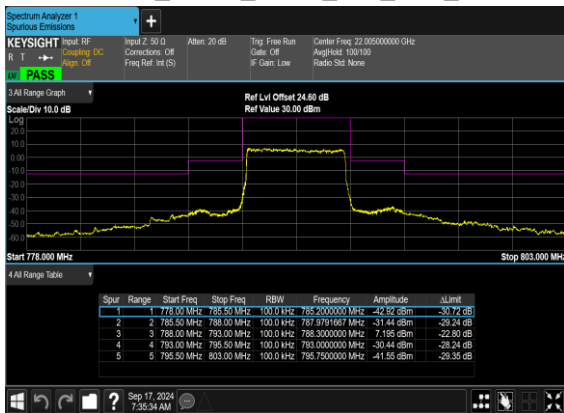 Spectrum Analyzer 1
Spurious Emissions
KEYSIGHT Input: RF Input Z: 50 Ω Atten: 20 dB Trig: Free Run Center Freq: 22.005000000 GHz
R T Coupling: DC Corrections: Off Gate: Off Avg|Hold: 100/100
Align: Off Freq Ref: Int (S) IF Gain: Low Radio Std: None
PASS
3 All Range Graph
Ref Lvl Offset 24.60 dB
Scale/Div 10.0 dB Ref Value 30.00 dBm
Log
20.0
10.0
0.00
-10.0
-20.0
-30.0
-40.0
-50.0
-60.0
Start 778.000 MHz Stop 803.000 MHz
4 All Range Table
Spur Range Start Freq Stop Freq RBW Frequency Amplitude ΔLimit
1 1 778.00 MHz 785.50 MHz 100.0 kHz 785.2000000 MHz -42.92 dBm -30.72 dB
2 2 785.50 MHz 788.00 MHz 100.0 kHz 787.9791667 MHz -31.44 dBm -29.24 dB
3 3 788.00 MHz 793.00 MHz 100.0 kHz 788.3000000 MHz 7.195 dBm -22.80 dB
4 4 793.00 MHz 795.50 MHz 100.0 kHz 793.0000000 MHz -30.44 dBm -28.24 dB
5 5 795.50 MHz 803.00 MHz 100.0 kHz 795.7500000 MHz -41.55 dBm -29.35 dB
Sep 17, 2024
7:35:34 AM